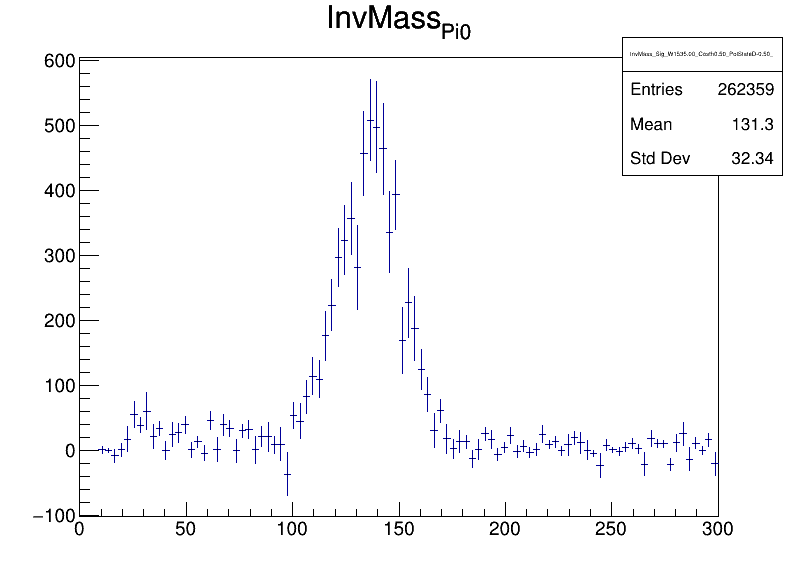 InvMass_Pi0
InvMass_Sig_W1535.00_Costh0.50_PolStateD-0.50_
Entries 262359
Mean 131.3
Std Dev 32.34
600
500
400
300
200
100
0
−100
0 50 100 150 200 250 300